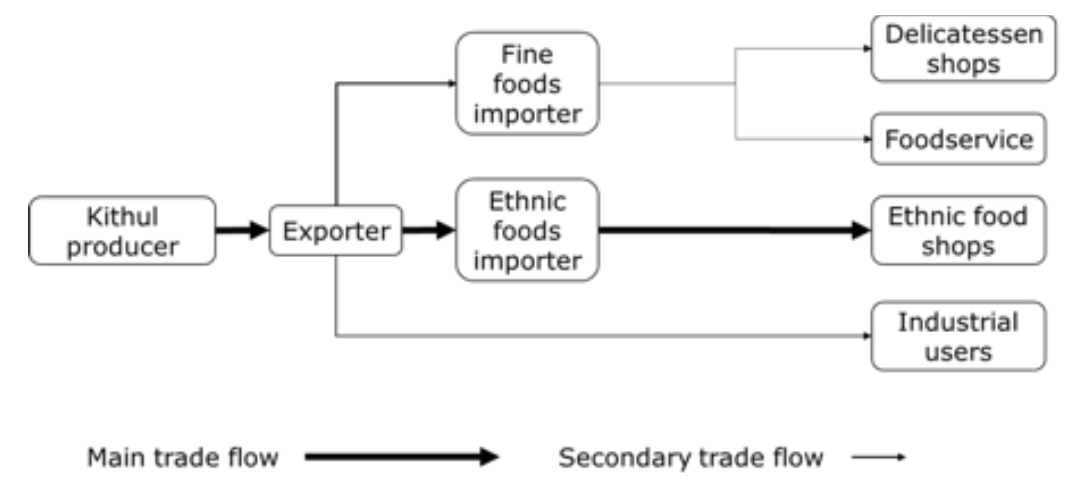 Fine
foods
importer
Delicatessen
shops
Foodservice
Kithul
producer
Exporter
Ethnic
foods
importer
Ethnic food
shops
Industrial
users
Main trade flow
Secondary trade flow